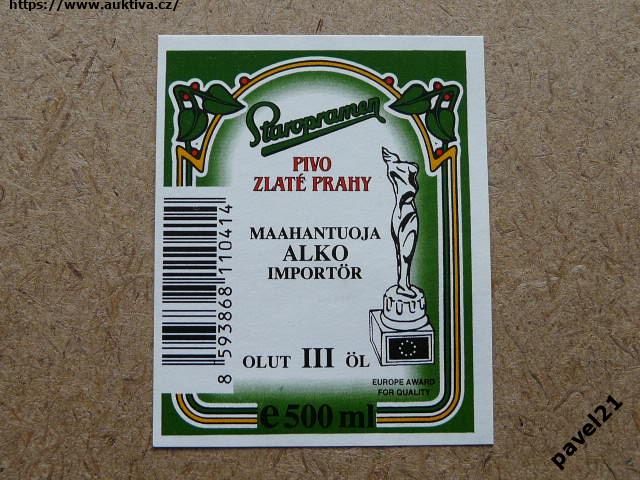 https://www.auktiva.cz/
Staropramen
PIVO
ZLATÉ PRAHY
MAAHANTUOJA
ALKO
IMPORTÖR
OLUT III ÖL
EUROPE AWARD
FOR QUALITY
e 500 ml
8 593868 110414
pavel21